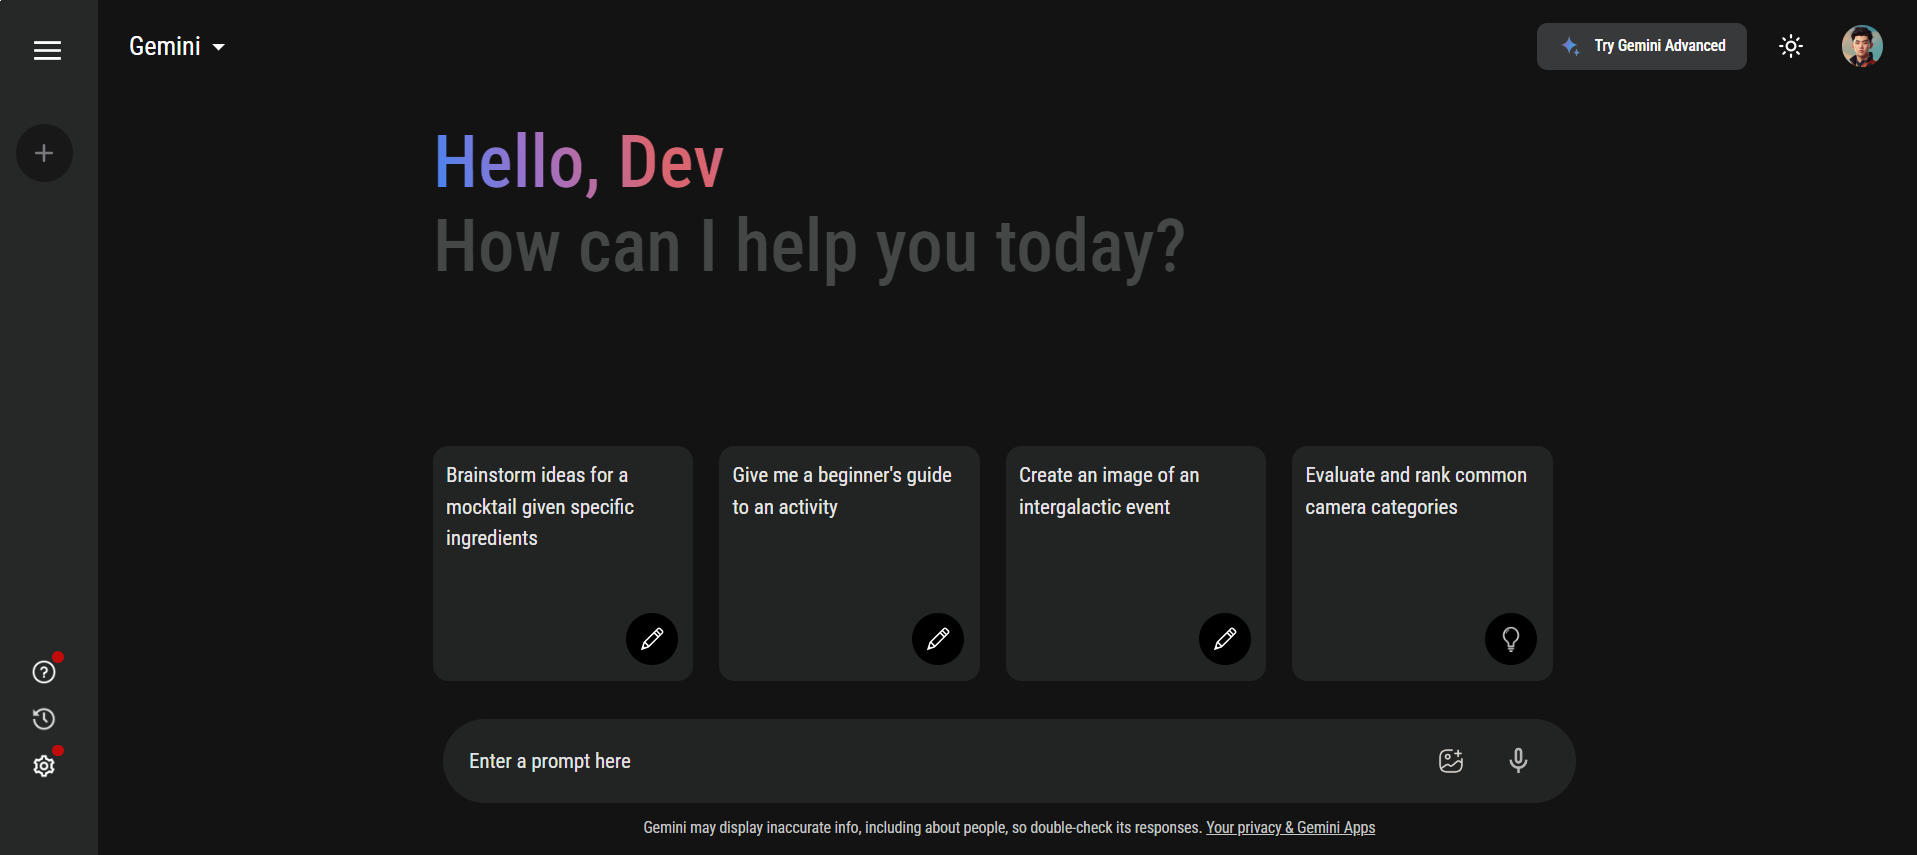 Gemini
Try Gemini Advanced
Hello, Dev
How can I help you today?
Brainstorm ideas for a
mocktail given specific
ingredients
Give me a beginner's guide
to an activity
Create an image of an
intergalactic event
Evaluate and rank common
camera categories
Enter a prompt here
Gemini may display inaccurate info, including about people, so double-check its responses. Your privacy & Gemini Apps